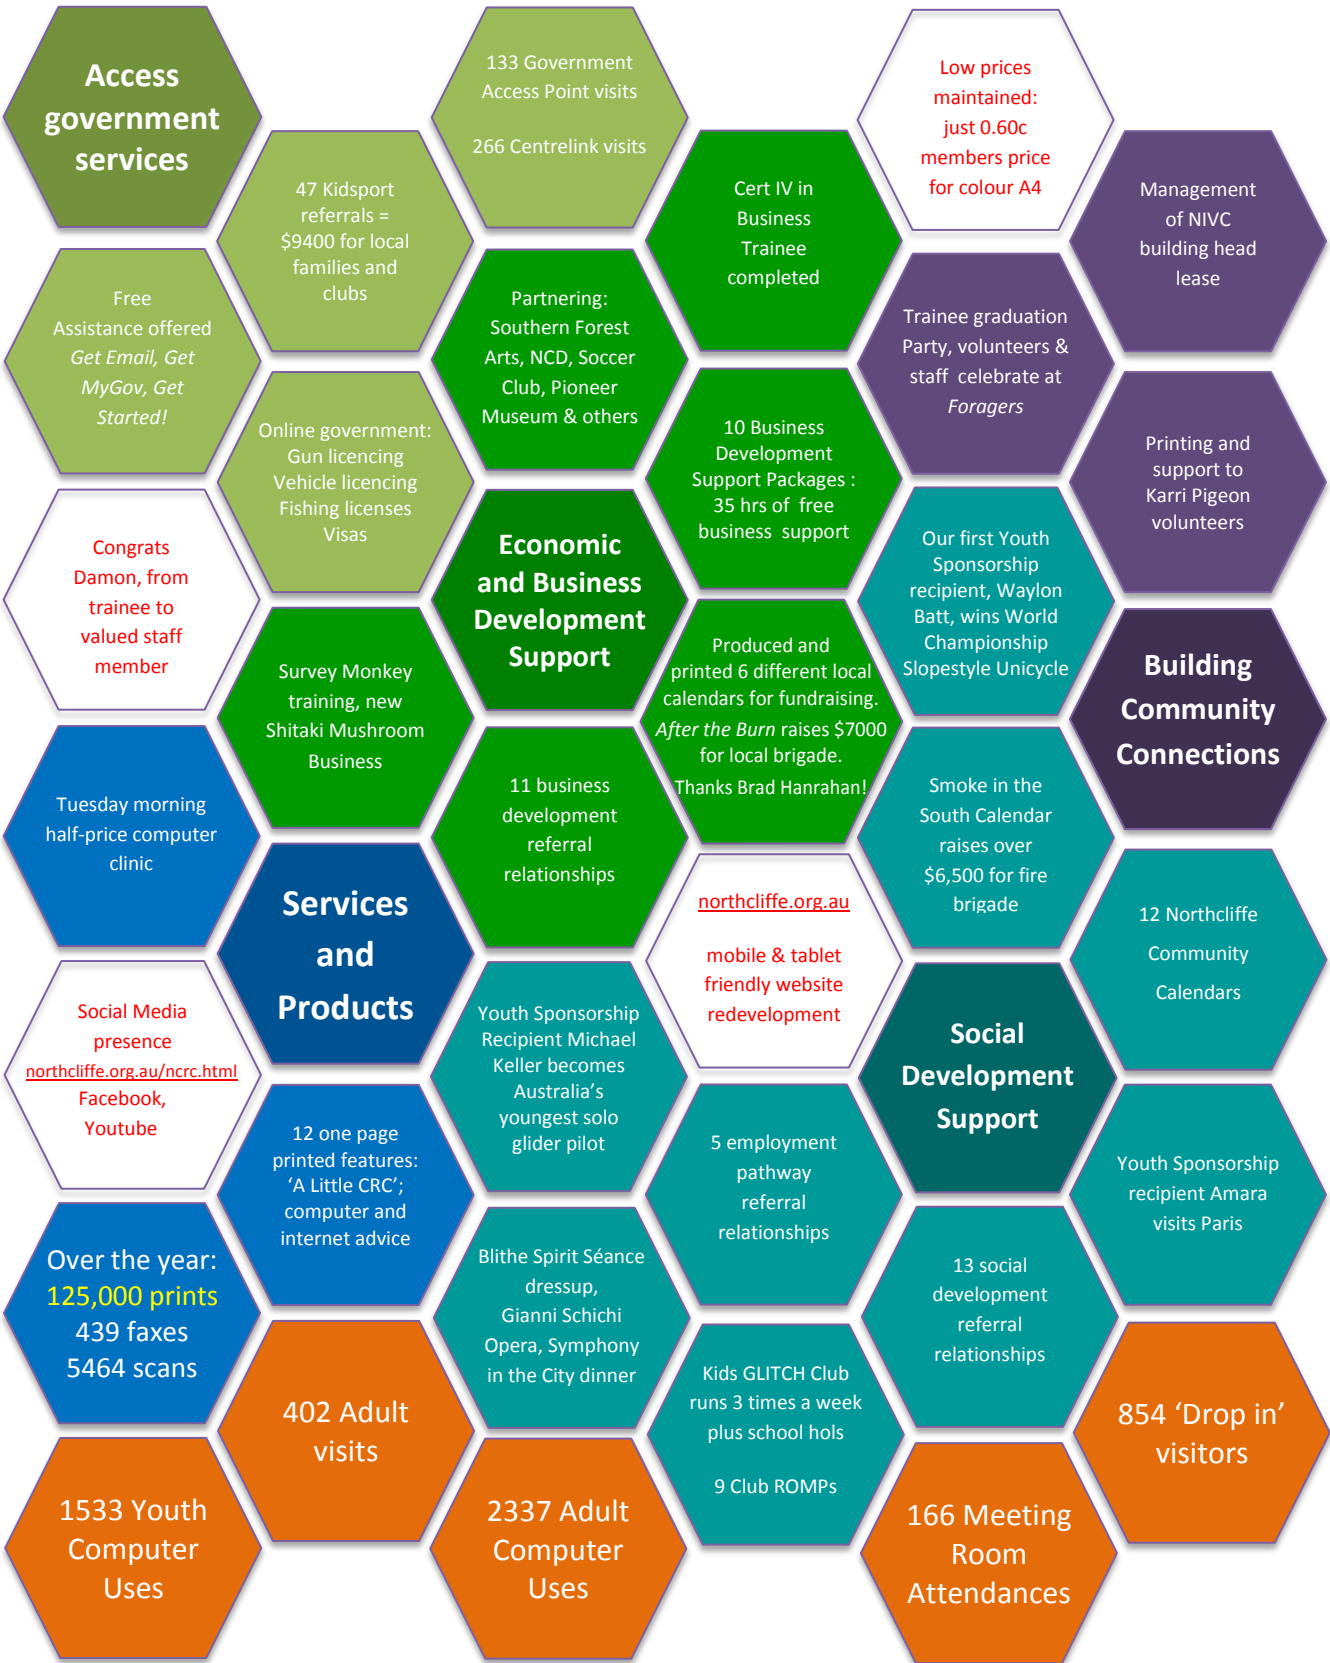 Access
government
services
133 Government
Access Point visits
266 Centrelink visits
Low prices
maintained:
just 0.60c
members price
for colour A4
47 Kidsport
referrals =
$9400 for local
families and
clubs
Cert IV in
Business
Trainee
completed
Management
of NIVC
building head
lease
Free
Assistance offered
Get Email, Get
MyGov, Get
Started!
Partnering:
Southern Forest
Arts, NCD, Soccer
Club, Pioneer
Museum & others
Trainee graduation
Party, volunteers &
staff celebrate at
Foragers
Online government:
Gun licencing
Vehicle licencing
Fishing licenses
Visas
10 Business
Development
Support Packages :
35 hrs of free
business support
Printing and
support to
Karri Pigeon
volunteers
Congrats
Damon, from
trainee to
valued staff
member
Economic
and Business
Development
Support
Our first Youth
Sponsorship
recipient, Waylon
Batt, wins World
Championship
Slopestyle Unicycle
Survey Monkey
training, new
Shitaki Mushroom
Business
Produced and
printed 6 different local
calendars for fundraising.
After the Burn raises $7000
for local brigade.
Thanks Brad Hanrahan!
Building
Community
Connections
Tuesday morning
half-price computer
clinic
11 business
development
referral
relationships
Smoke in the
South Calendar
raises over
$6,500 for fire
brigade
Services
and
Products
northcliffe.org.au
mobile & tablet
friendly website
redevelopment
12 Northcliffe
Community
Calendars
Social Media
presence
northcliffe.org.au/ncrc.html
Facebook,
Youtube
Youth Sponsorship
Recipient Michael
Keller becomes
Australia’s
youngest solo
glider pilot
Social
Development
Support
12 one page
printed features:
‘A Little CRC’;
computer and
internet advice
5 employment
pathway
referral
relationships
Youth Sponsorship
recipient Amara
visits Paris
Over the year:
125,000 prints
439 faxes
5464 scans
Blithe Spirit Séance
dressup,
Gianni Schichi
Opera, Symphony
in the City dinner
13 social
development
referral
relationships
402 Adult
visits
Kids GLITCH Club
runs 3 times a week
plus school hols
9 Club ROMPs
854 ‘Drop in’
visitors
1533 Youth
Computer
Uses
2337 Adult
Computer
Uses
166 Meeting
Room
Attendances